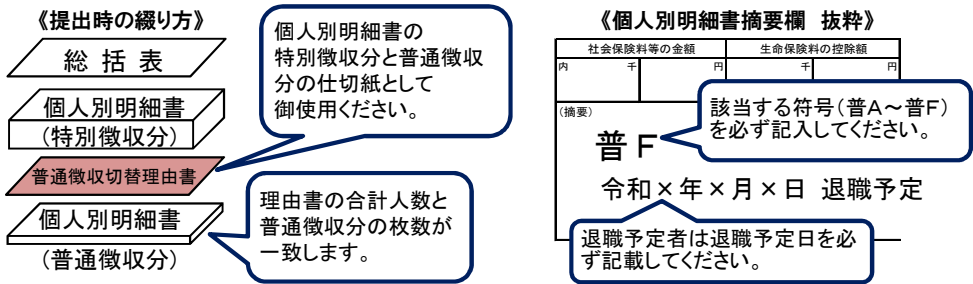 《提出時の綴り方》
総 括 表
個人別明細書
(特別徴収分)
普通徴収切替理由書
個人別明細書
(普通徴収分)
個人別明細書の
特別徴収分と普通徴収
分の仕切紙として
御使用ください。
理由書の合計人数と
普通徴収分の枚数が
一致します。
《個人別明細書摘要欄 抜粋》
社会保険料等の金額 生命保険料の控除額
内 千 円 千 円
(摘要)
普F
該当する符号(普A～普F)
を必ず記入してください。
令和×年×月×日 退職予定
退職予定者は退職予定日を必
ず記載してください。